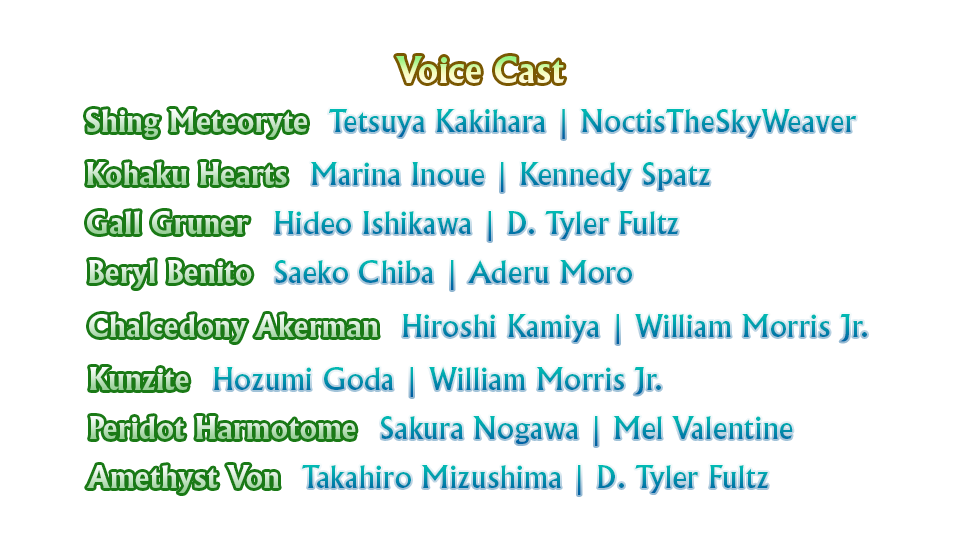 Voice Cast
Shing Meteoryte Tetsuya Kakihara | NoctisTheSkyWeaver
Kohaku Hearts Marina Inoue | Kennedy Spatz
Gall Gruner Hideo Ishikawa | D. Tyler Fultz
Beryl Benito Saeko Chiba | Aderu Moro
Chalcedony Akerman Hiroshi Kamiya | William Morris Jr.
Kunzite Hozumi Goda | William Morris Jr.
Peridot Harmotome Sakura Nogawa | Mel Valentine
Amethyst Von Takahiro Mizushima | D. Tyler Fultz